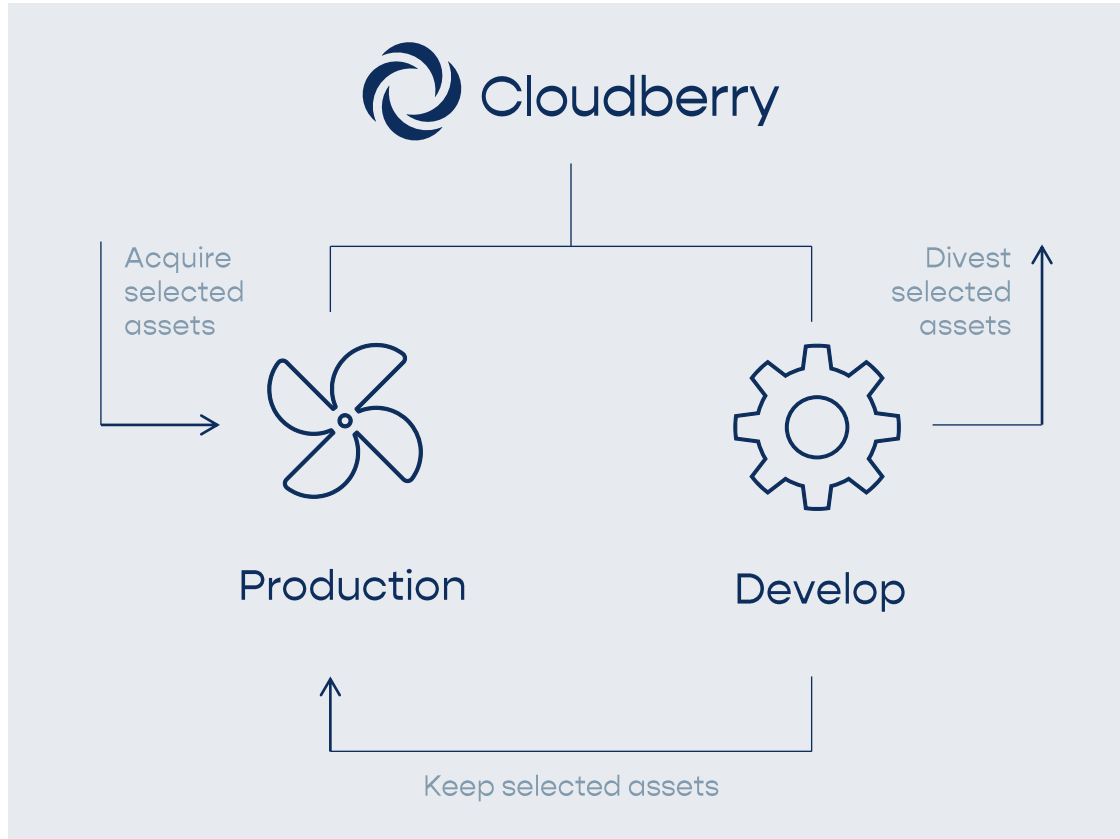 Cloudberry
Acquire
selected
assets
Divest
selected
assets
Production
Develop
Keep selected assets